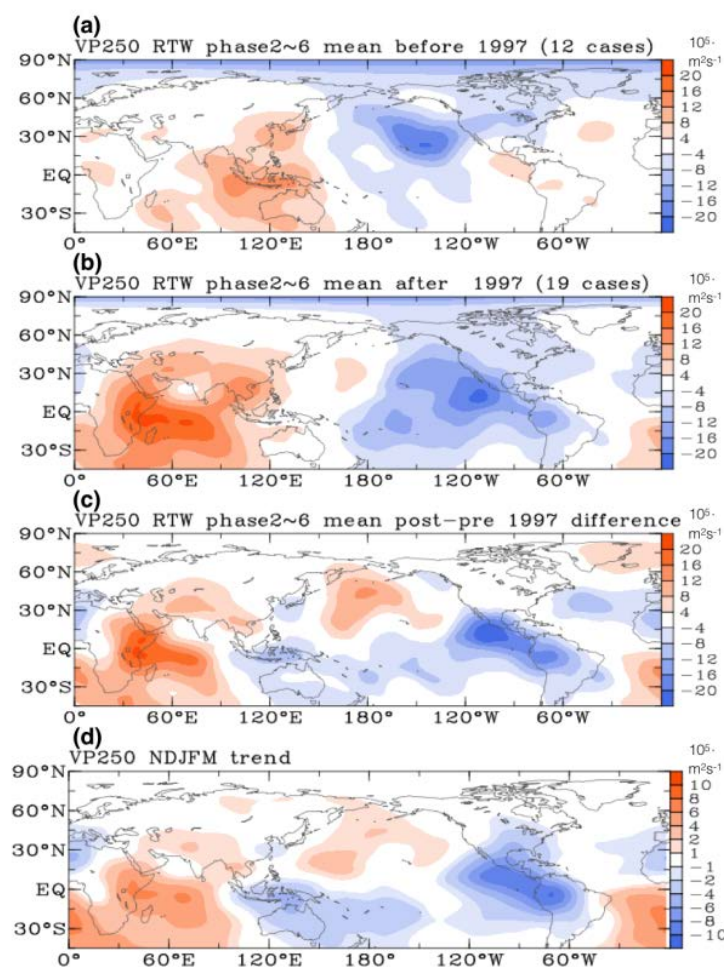 (a)
VP250 RTW phase2~6 mean before 1997 (12 cases)
10⁵·
m²s⁻¹
90°N
60°N
30°N
EQ
30°S
0°
60°E
120°E
180°
120°W
60°W
20
16
12
8
4
-4
-8
-12
-16
-20
(b)
VP250 RTW phase2~6 mean after 1997 (19 cases)
10⁵·
m²s⁻¹
90°N
60°N
30°N
EQ
30°S
0°
60°E
120°E
180°
120°W
60°W
20
16
12
8
4
-4
-8
-12
-16
-20
(c)
VP250 RTW phase2~6 mean post-pre 1997 difference
10⁵·
m²s⁻¹
90°N
60°N
30°N
EQ
30°S
0°
60°E
120°E
180°
120°W
60°W
20
16
12
8
4
-4
-8
-12
-16
-20
(d)
VP250 NDJFM trend
10⁵·
m²s⁻¹
90°N
60°N
30°N
EQ
30°S
0°
60°E
120°E
180°
120°W
60°W
10
8
6
4
2
1
-1
-2
-4
-6
-8
-10